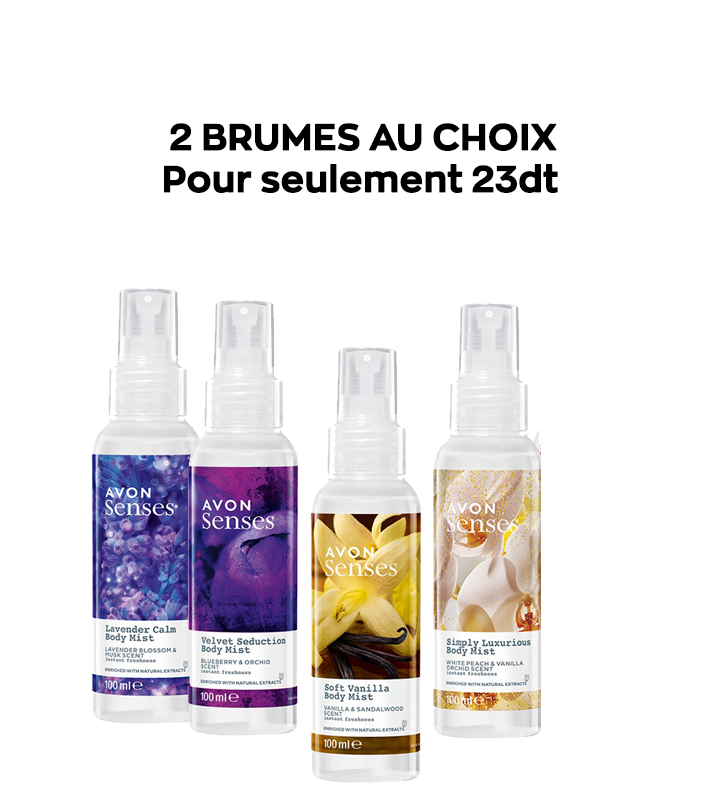 2 BRUMES AU CHOIX
Pour seulement 23dt
AVON
Senses
Lavender Calm
Body Mist
LAVENDER BLOSSOM &
MUSK SCENT
instant freshness
ENRICHED WITH NATURAL EXTRACTS
100 ml e
AVON
Senses
Velvet Seduction
Body Mist
BLUEBERRY & ORCHID
SCENT
instant freshness
ENRICHED WITH NATURAL EXTRACTS
100 ml e
AVON
Senses
Soft Vanilla
Body Mist
VANILLA & SANDALWOOD
SCENT
instant freshness
ENRICHED WITH NATURAL EXTRACTS
100 ml e
AVON
Senses
Simply Luxurious
Body Mist
WHITE PEACH & VANILLA
ORCHID SCENT
instant freshness
ENRICHED WITH NATURAL EXTRACTS
100 ml e